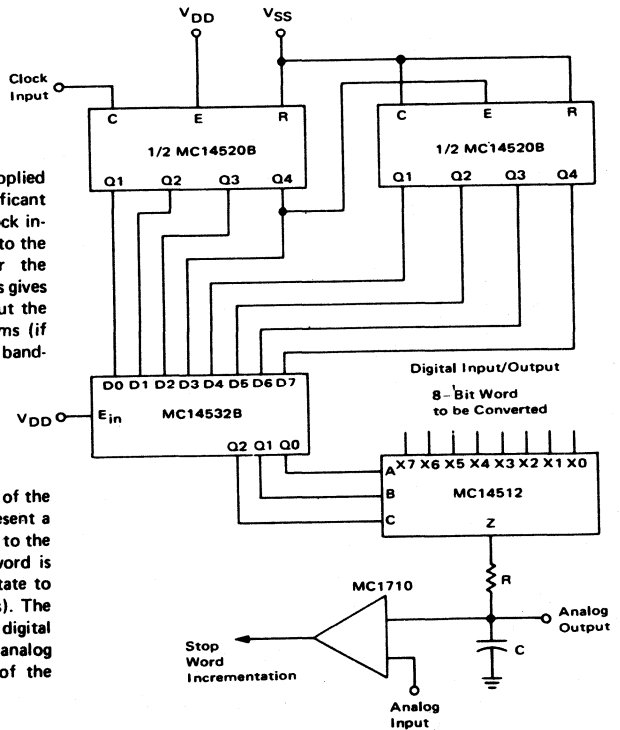 VDD
VSS
Clock
Input
C E R
1/2 MC14520B
Q1 Q2 Q3 Q4
C E R
1/2 MC14520B
Q1 Q2 Q3 Q4
pplied
ificant
ock in-
to the
r the
s gives
ut the
ms (if
band-
VDD
Ein
D0 D1 D2 D3 D4 D5 D6 D7
MC14532B
Q2 Q1 Q0
Digital Input/Output
8-Bit Word
to be Converted
X7 X6 X5 X4 X3 X2 X1 X0
A
B
C
MC14512
Z
of the
esent a
to the
word is
tate to
s). The
digital
analog
of the
R
MC1710
Analog
Output
C
Stop
Word
Incrementation
Analog
Input